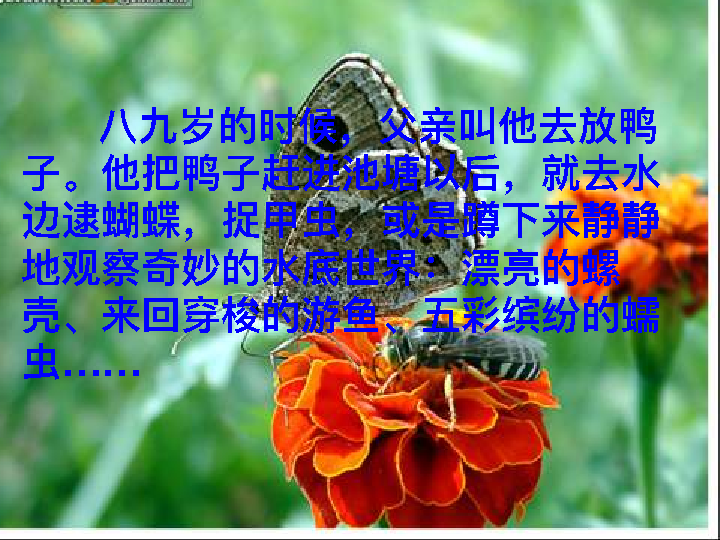 八九岁的时候，父亲叫他去放鸭
子。他把鸭子赶进池塘以后，就去水
边逮蝴蝶，捉甲虫，或是蹲下来静静
地观察奇妙的水底世界：漂亮的螺
壳、来回穿梭的游鱼、五彩缤纷的蠕
虫……